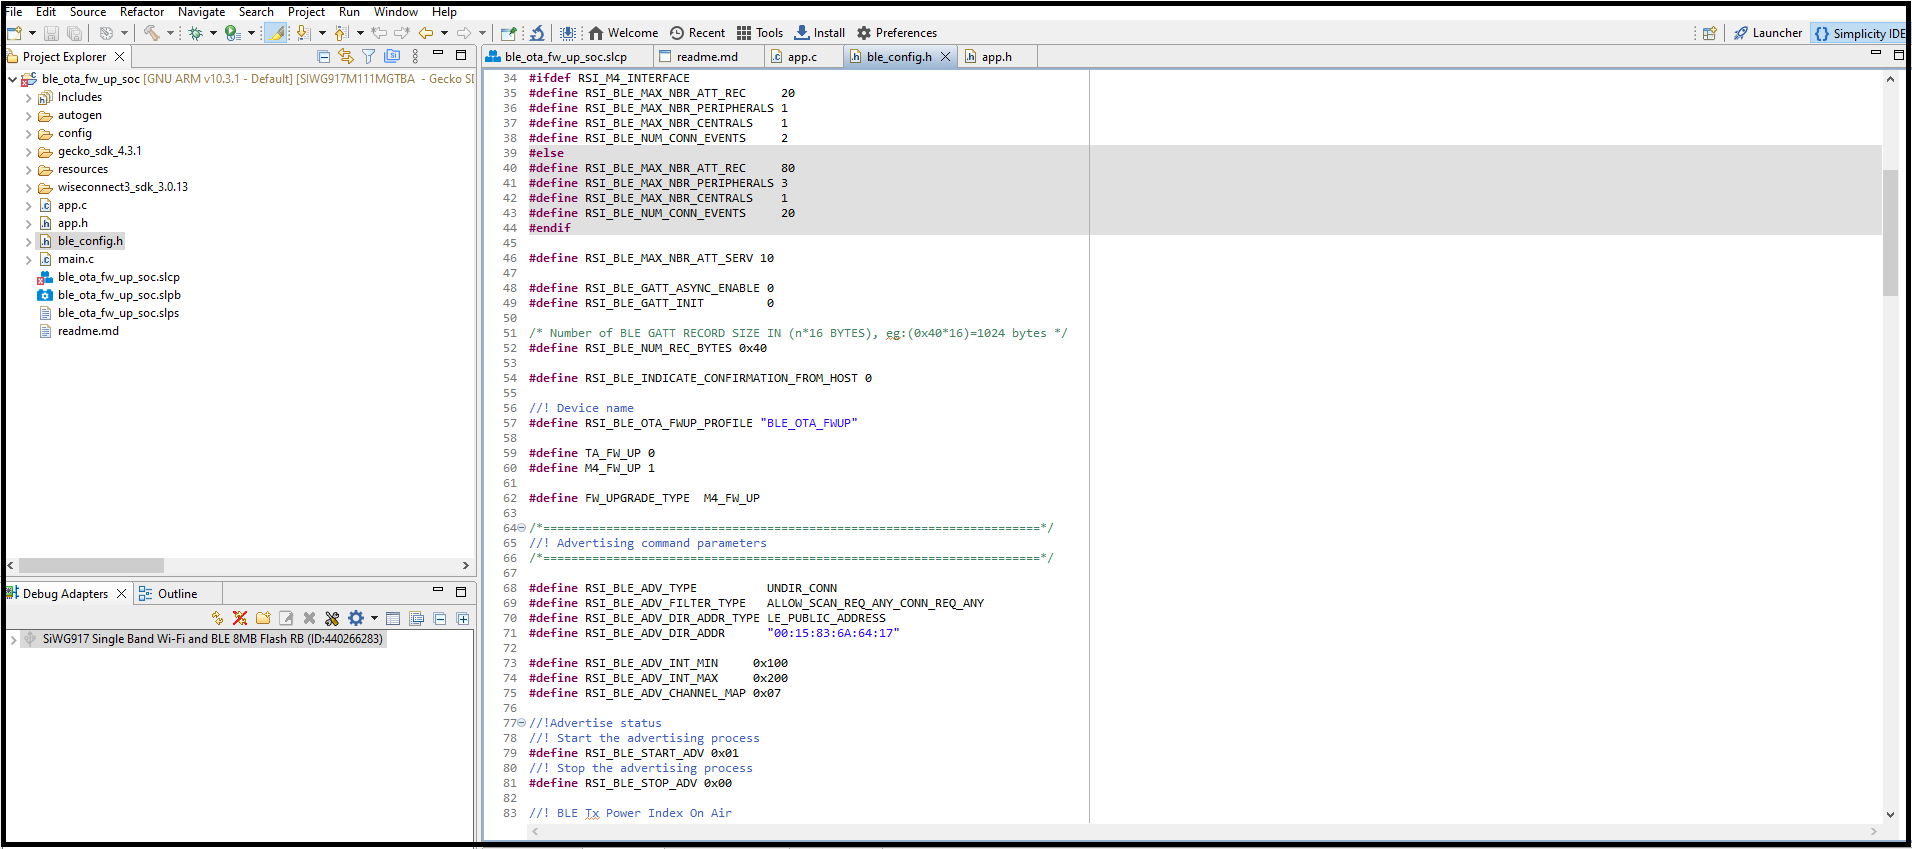 File Edit Source Refactor Navigate Search Project Run Window Help
Welcome Recent Tools Install Preferences Launcher Simplicity IDE
Project Explorer
ble_ota_fw_up_soc [GNU ARM v10.3.1 - Default] [SIWG917M111MGTBA - Gecko SI
Includes
autogen
config
gecko_sdk_4.3.1
resources
wiseconnect3_sdk_3.0.13
app.c
app.h
ble_config.h
main.c
ble_ota_fw_up_soc.slcp
ble_ota_fw_up_soc.slpb
ble_ota_fw_up_soc.slps
readme.md
Debug Adapters Outline
SiWG917 Single Band Wi-Fi and BLE 8MB Flash RB (ID:440266283)
ble_ota_fw_up_soc.slcp readme.md app.c ble_config.h app.h
34 #ifdef RSI_M4_INTERFACE
35 #define RSI_BLE_MAX_NBR_ATT_REC     20
36 #define RSI_BLE_MAX_NBR_PERIPHERALS 1
37 #define RSI_BLE_MAX_NBR_CENTRALS    1
38 #define RSI_BLE_NUM_CONN_EVENTS     2
39 #else
40 #define RSI_BLE_MAX_NBR_ATT_REC     80
41 #define RSI_BLE_MAX_NBR_PERIPHERALS 3
42 #define RSI_BLE_MAX_NBR_CENTRALS    1
43 #define RSI_BLE_NUM_CONN_EVENTS     20
44 #endif
45
46 #define RSI_BLE_MAX_NBR_ATT_SERV 10
47
48 #define RSI_BLE_GATT_ASYNC_ENABLE 0
49 #define RSI_BLE_GATT_INIT         0
50
51 /* Number of BLE GATT RECORD SIZE IN (n*16 BYTES), eg:(0x40*16)=1024 bytes */
52 #define RSI_BLE_NUM_REC_BYTES 0x40
53
54 #define RSI_BLE_INDICATE_CONFIRMATION_FROM_HOST 0
55
56 //! Device name
57 #define RSI_BLE_OTA_FWUP_PROFILE "BLE_OTA_FWUP"
58
59 #define TA_FW_UP 0
60 #define M4_FW_UP 1
61
62 #define FW_UPGRADE_TYPE  M4_FW_UP
63
64 /*=======================================================================*/
65 //! Advertising command parameters
66 /*=======================================================================*/
67
68 #define RSI_BLE_ADV_TYPE          UNDIR_CONN
69 #define RSI_BLE_ADV_FILTER_TYPE   ALLOW_SCAN_REQ_ANY_CONN_REQ_ANY
70 #define RSI_BLE_ADV_DIR_ADDR_TYPE LE_PUBLIC_ADDRESS
71 #define RSI_BLE_ADV_DIR_ADDR      "00:15:83:6A:64:17"
72
73 #define RSI_BLE_ADV_INT_MIN     0x100
74 #define RSI_BLE_ADV_INT_MAX     0x200
75 #define RSI_BLE_ADV_CHANNEL_MAP 0x07
76
77 //!Advertise status
78 //! Start the advertising process
79 #define RSI_BLE_START_ADV 0x01
80 //! Stop the advertising process
81 #define RSI_BLE_STOP_ADV 0x00
82
83 //! BLE Tx Power Index On Air